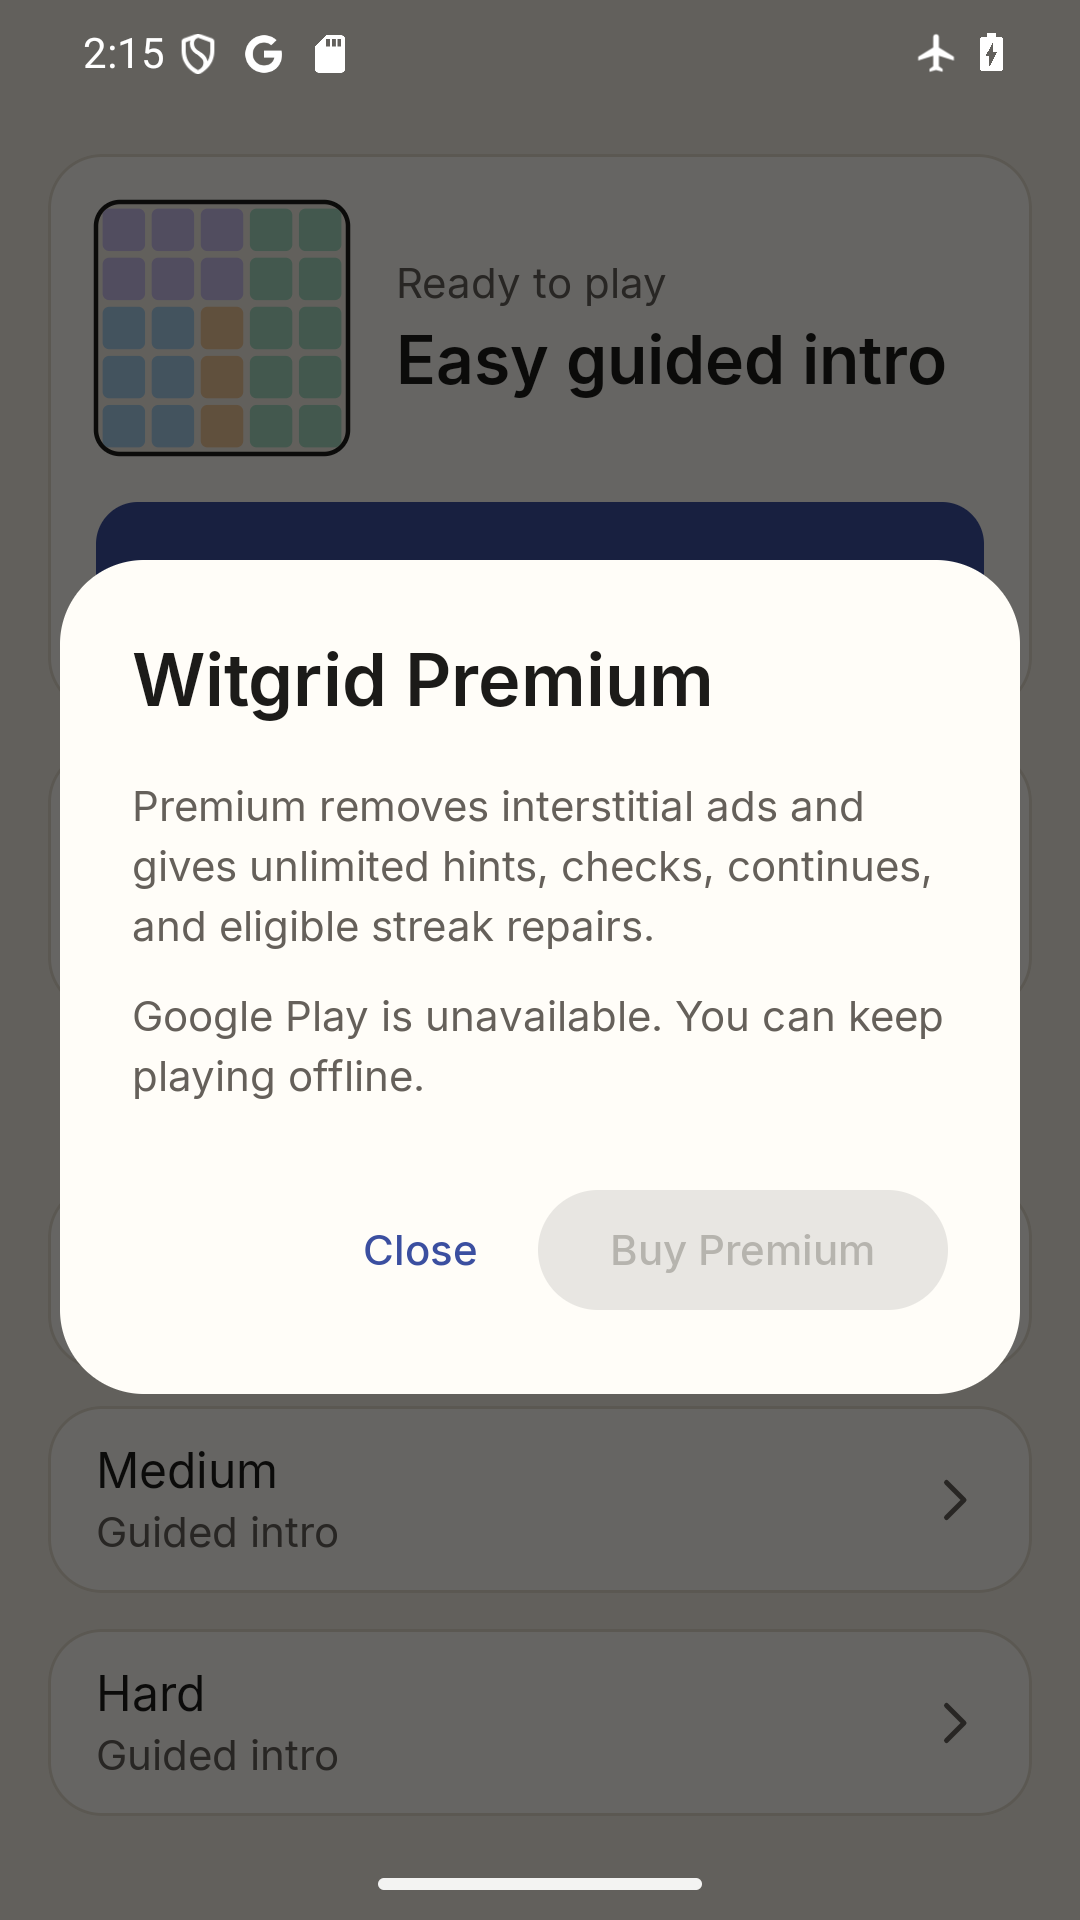 2:15
Ready to play
Easy guided intro
Witgrid Premium
Premium removes interstitial ads and
gives unlimited hints, checks, continues,
and eligible streak repairs.
Google Play is unavailable. You can keep
playing offline.
Close
Buy Premium
Medium
Guided intro
Hard
Guided intro